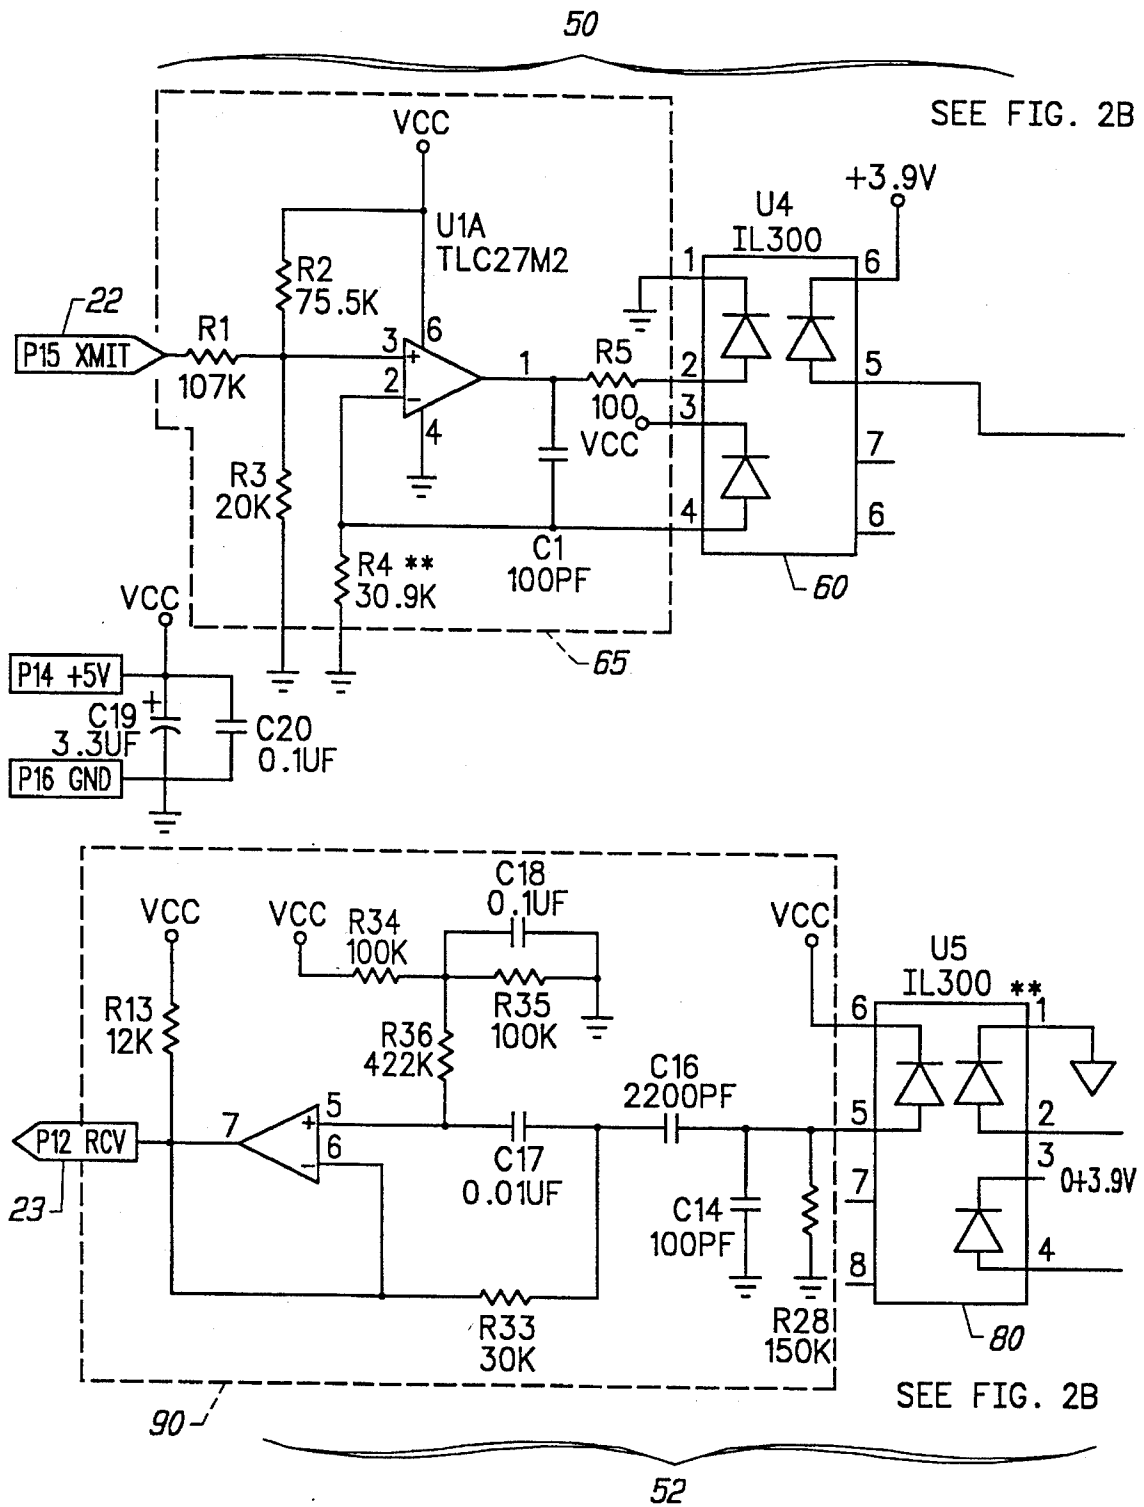 50
SEE FIG. 2B
VCC
+3.9V
U4
IL300
U1A
TLC27M2
1
6
R2
75.5K
22
P15 XMIT
R1
107K
6
3
+
2
-
4
1
R5
100
2
5
3
VCC
7
R3
20K
4
6
C1
100PF
R4 **
30.9K
60
VCC
65
P14 +5V
+
C19
3.3UF
C20
0.1UF
P16 GND
C18
0.1UF
VCC
VCC
R34
100K
VCC
U5
IL300 **
R13
12K
R35
100K
6
1
R36
422K
C16
2200PF
5
+
6
-
7
P12 RCV
5
2
3
0+3.9V
C17
0.01UF
23
7
C14
100PF
4
8
R33
30K
R28
150K
80
SEE FIG. 2B
90
52